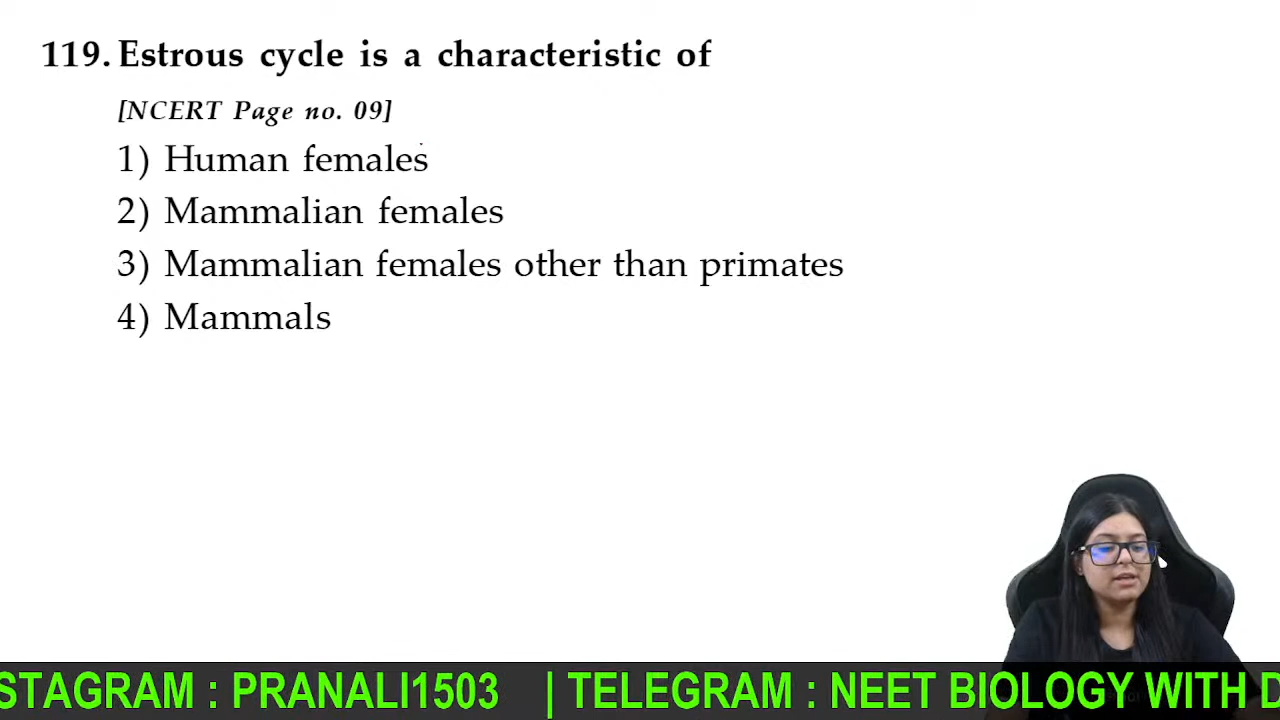 119. Estrous cycle is a characteristic of
[NCERT Page no. 09]
1) Human females
2) Mammalian females
3) Mammalian females other than primates
4) Mammals
STAGRAM : PRANALI1503 | TELEGRAM : NEET BIOLOGY WITH D